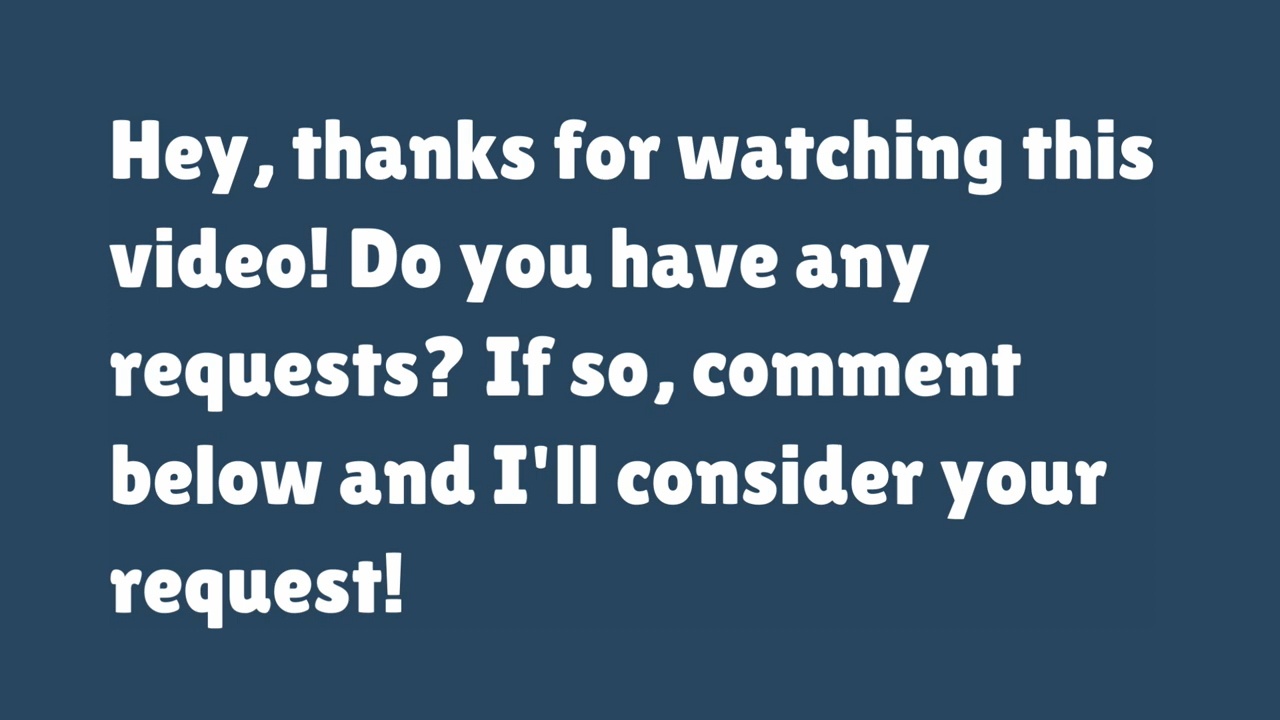 Hey, thanks for watching this
video! Do you have any
requests? If so, comment
below and I'll consider your
request!